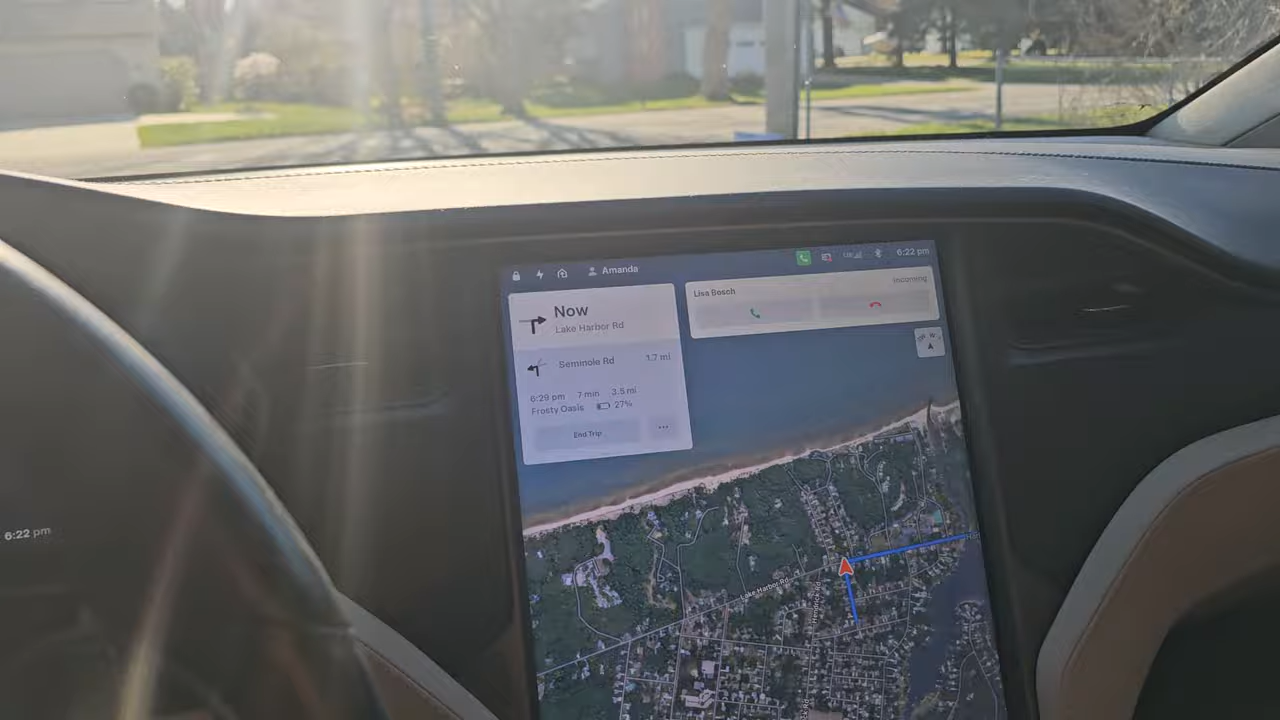 Amanda
6:22 pm
Now
Lake Harbor Rd
Seminole Rd 1.7 mi
6:29 pm 7 min 3.5 mi
Frosty Oasis 27%
End Trip
Lisa Bosch Incoming
Lake Harbor Rd
6:22 pm